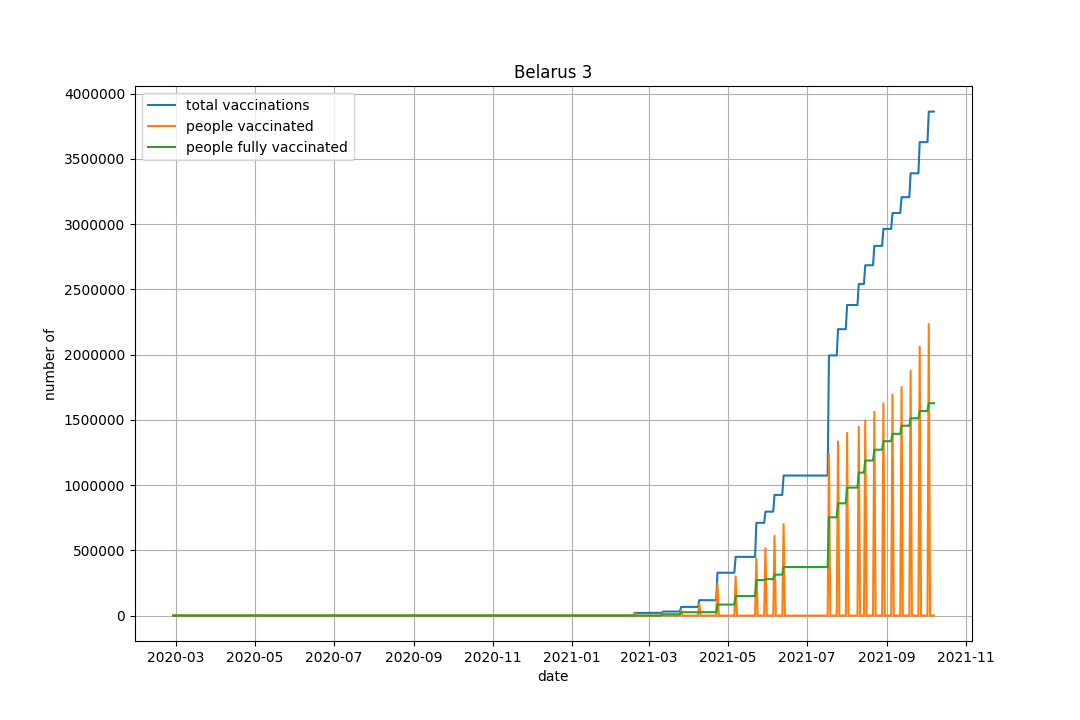 Belarus 3
4000000
3500000
3000000
2500000
2000000
1500000
1000000
500000
0
number of
total vaccinations
people vaccinated
people fully vaccinated
2020-03 2020-05 2020-07 2020-09 2020-11 2021-01 2021-03 2021-05 2021-07 2021-09 2021-11
date